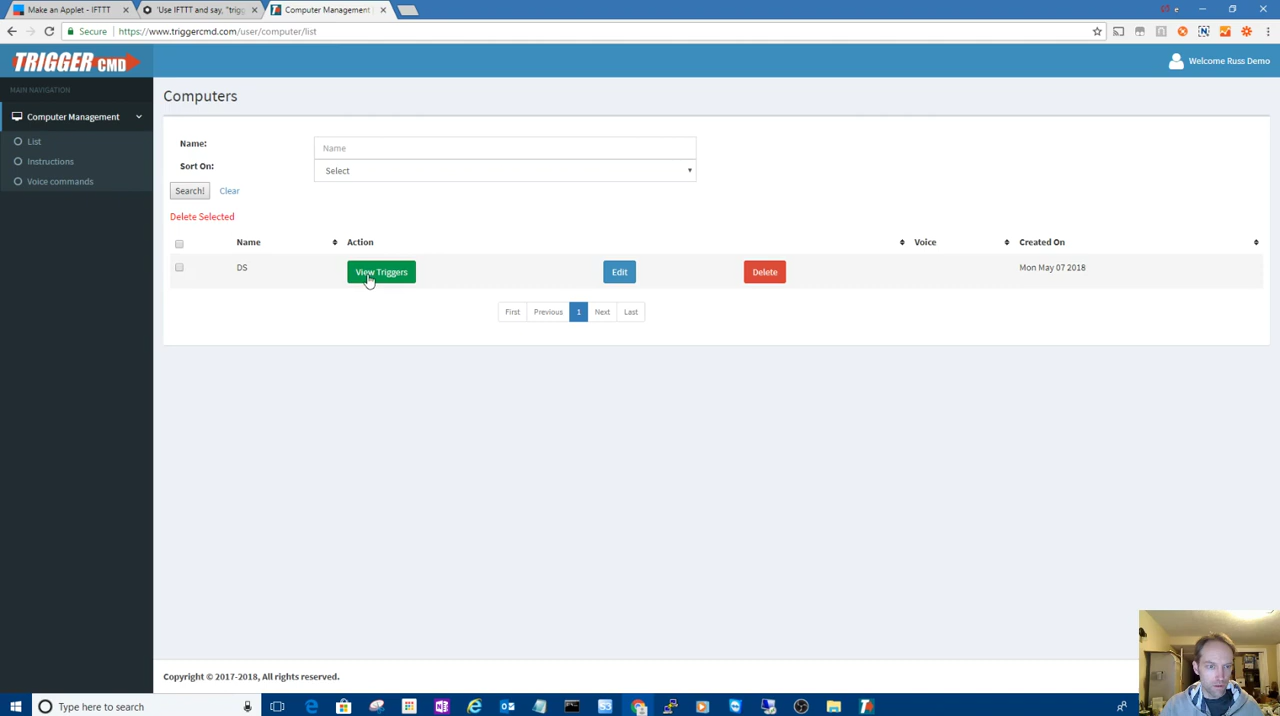 Make an Applet - IFTTT
'Use IFTTT and say, "trigg
Computer Management |
Secure
https://www.triggercmd.com/user/computer/list
TRIGGER CMD
Welcome Russ Demo
MAIN NAVIGATION
Computer Management
List
Instructions
Voice commands
Computers
Name:
Name
Sort On:
Select
Search!
Clear
Delete Selected
Name
Action
Voice
Created On
DS
View Triggers
Edit
Delete
Mon May 07 2018
First
Previous
1
Next
Last
Copyright © 2017-2018, All rights reserved.
Type here to search